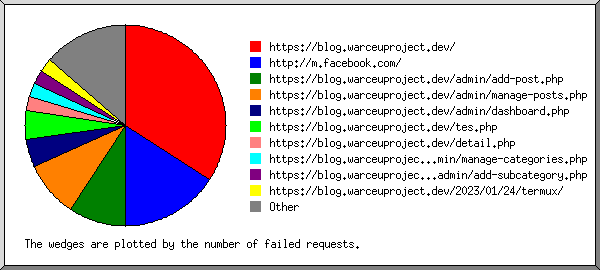 https://blog.warceuproject.dev/
http://m.facebook.com/
https://blog.warceuproject.dev/admin/add-post.php
https://blog.warceuproject.dev/admin/manage-posts.php
https://blog.warceuproject.dev/admin/dashboard.php
https://blog.warceuproject.dev/tes.php
https://blog.warceuproject.dev/detail.php
https://blog.warceuprojec...min/manage-categories.php
https://blog.warceuprojec...admin/add-subcategory.php
https://blog.warceuproject.dev/2023/01/24/termux/
Other
The wedges are plotted by the number of failed requests.